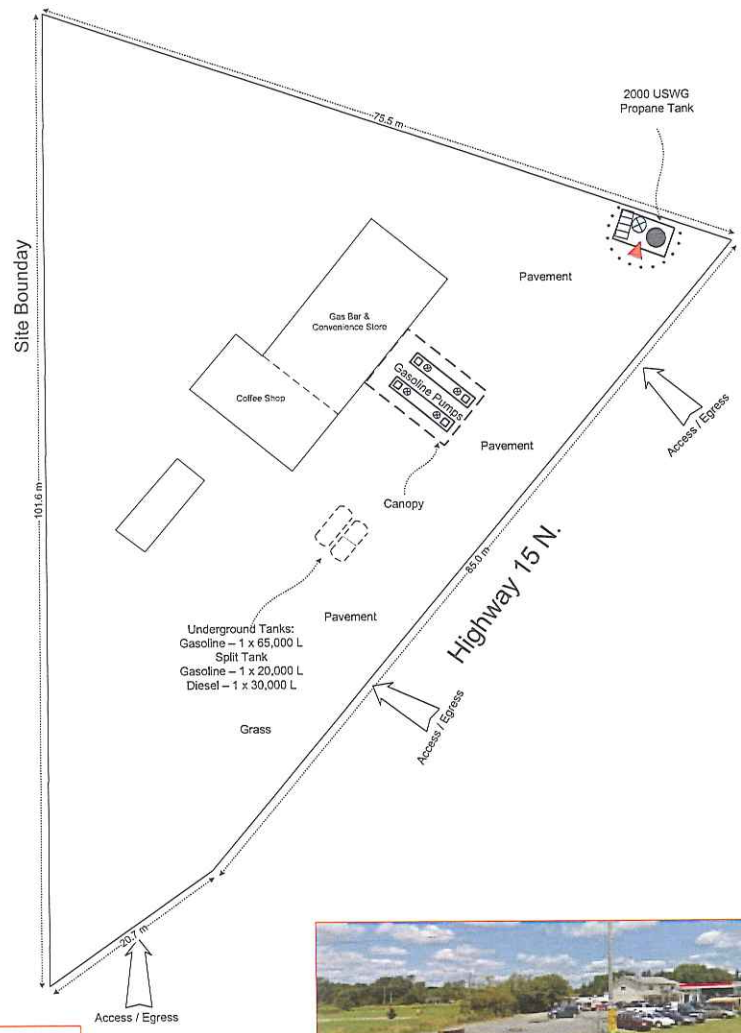 2000 USWG
Propane Tank
75.5 m
Site Boundary
Pavement
Gas Bar &
Convenience Store
Gasoline Pumps
Coffee Shop
Access / Egress
Pavement
Canopy
101.6 m
85.0 m
Highway 15 N.
Underground Tanks:
Gasoline – 1 x 65,000 L
Split Tank
Gasoline – 1 x 20,000 L
Diesel – 1 x 30,000 L
Pavement
Access / Egress
Grass
20.7 m
Access / Egress